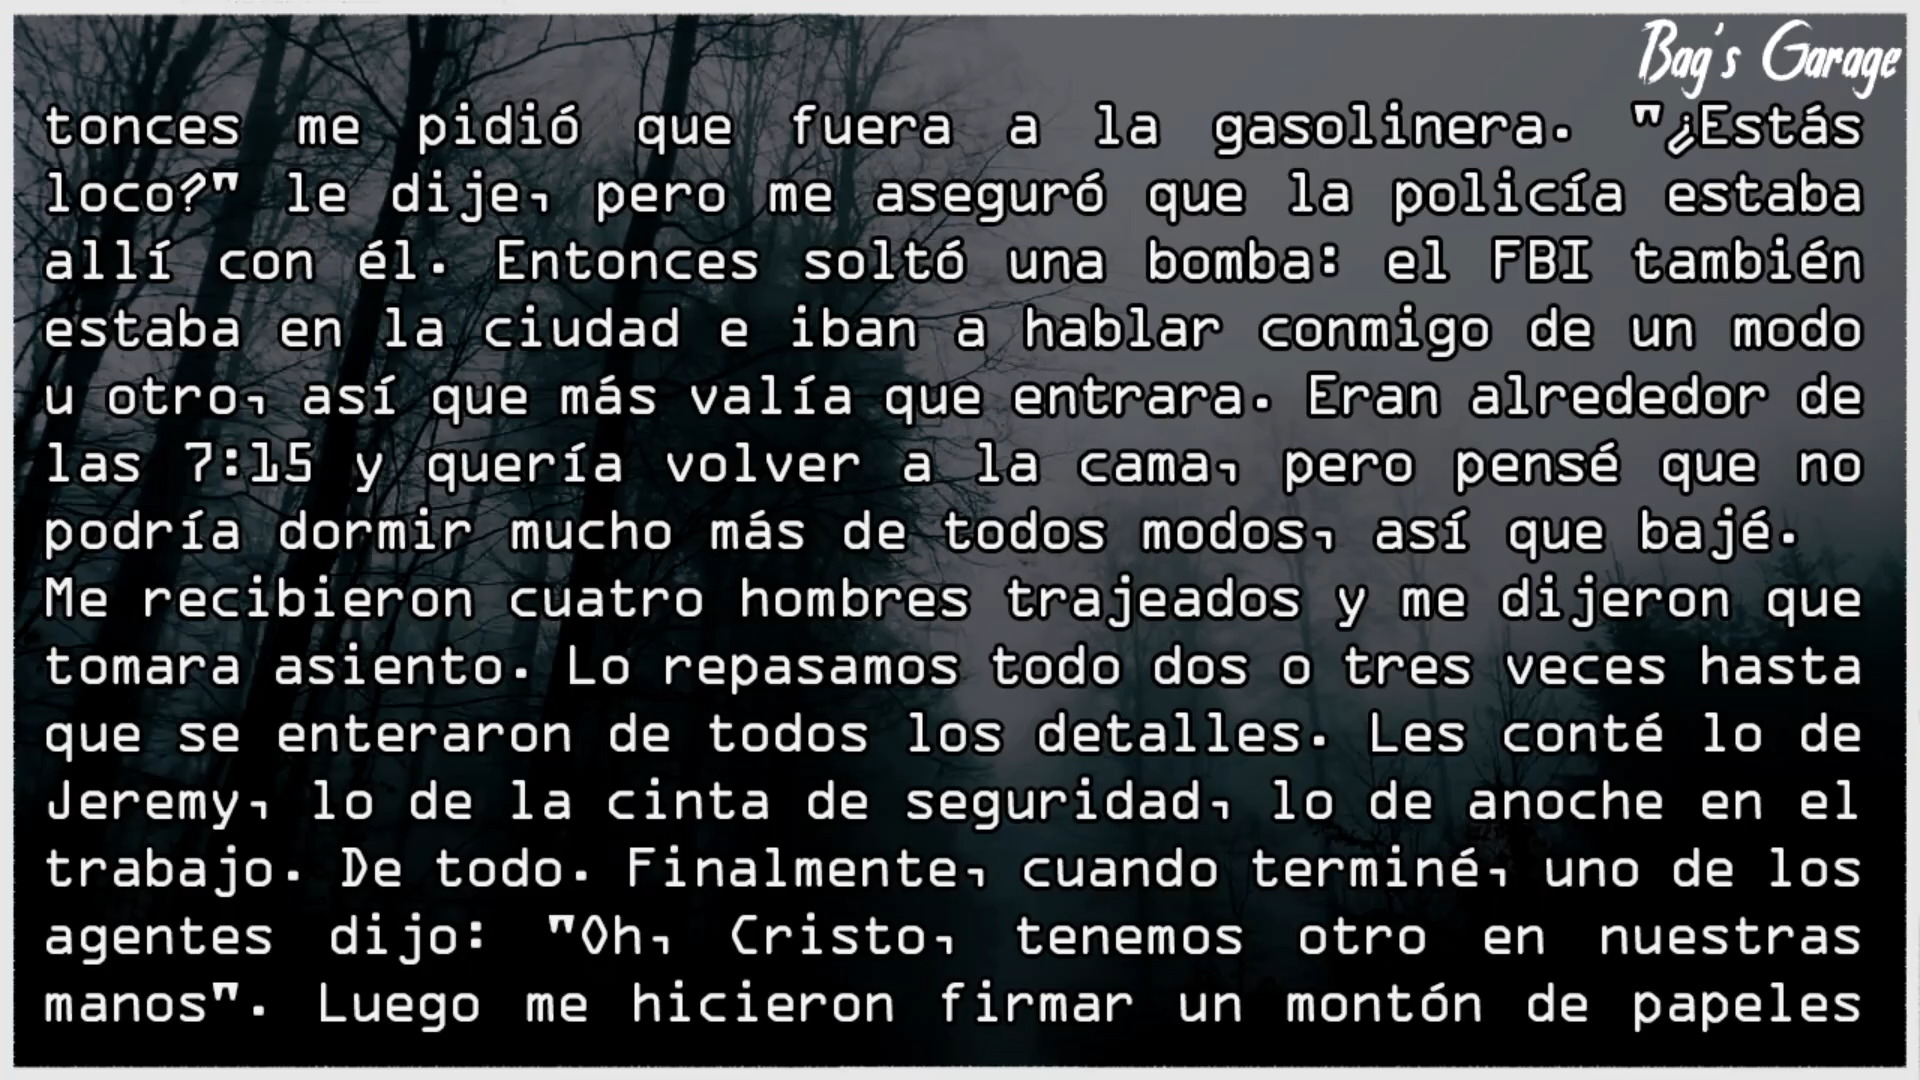 Bag's Garage
tonces me pidió que fuera a la gasolinera. "¿Estás
loco?" le dije, pero me aseguró que la policía estaba
allí con él. Entonces soltó una bomba: el FBI también
estaba en la ciudad e iban a hablar conmigo de un modo
u otro, así que más valía que entrara. Eran alrededor de
las 7:15 y quería volver a la cama, pero pensé que no
podría dormir mucho más de todos modos, así que bajé.
Me recibieron cuatro hombres trajeados y me dijeron que
tomara asiento. Lo repasamos todo dos o tres veces hasta
que se enteraron de todos los detalles. Les conté lo de
Jeremy, lo de la cinta de seguridad, lo de anoche en el
trabajo. De todo. Finalmente, cuando terminé, uno de los
agentes dijo: "Oh, Cristo, tenemos otro en nuestras
manos". Luego me hicieron firmar un montón de papeles